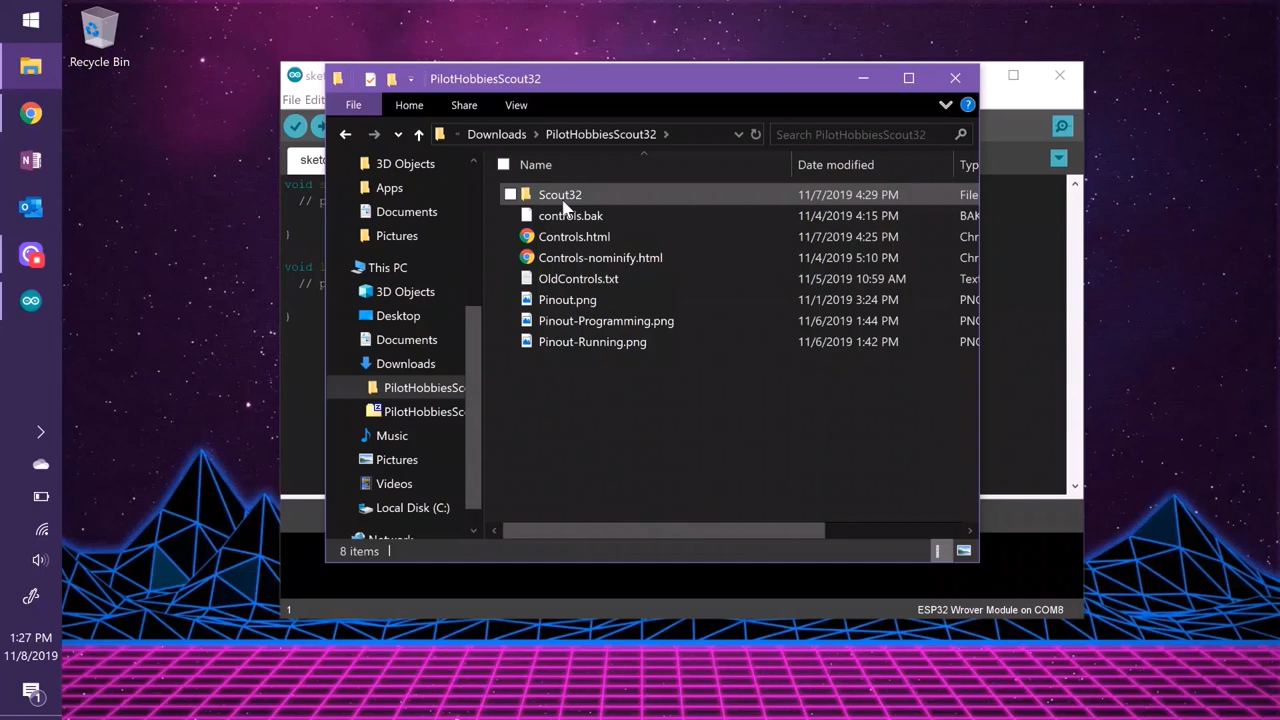 Recycle Bin
ske
File Edi
PilotHobbiesScout32
File
Home
Share
View
Downloads
PilotHobbiesScout32
Search PilotHobbiesScout32
sketc
void s
// p
}
void l
// p
}
3D Objects
Apps
Documents
Pictures
This PC
3D Objects
Desktop
Documents
Downloads
PilotHobbiesSc
PilotHobbiesSc
Music
Pictures
Videos
Local Disk (C:)
Name Date modified Typ
Scout32 11/7/2019 4:29 PM File
controls.bak 11/4/2019 4:15 PM BAK
Controls.html 11/7/2019 4:25 PM Chr
Controls-nominify.html 11/4/2019 5:10 PM Chr
OldControls.txt 11/5/2019 10:59 AM Text
Pinout.png 11/1/2019 3:24 PM PNG
Pinout-Programming.png 11/6/2019 1:44 PM PNG
Pinout-Running.png 11/6/2019 1:42 PM PNG
8 items
1
ESP32 Wrover Module on COM8
1:27 PM
11/8/2019
1